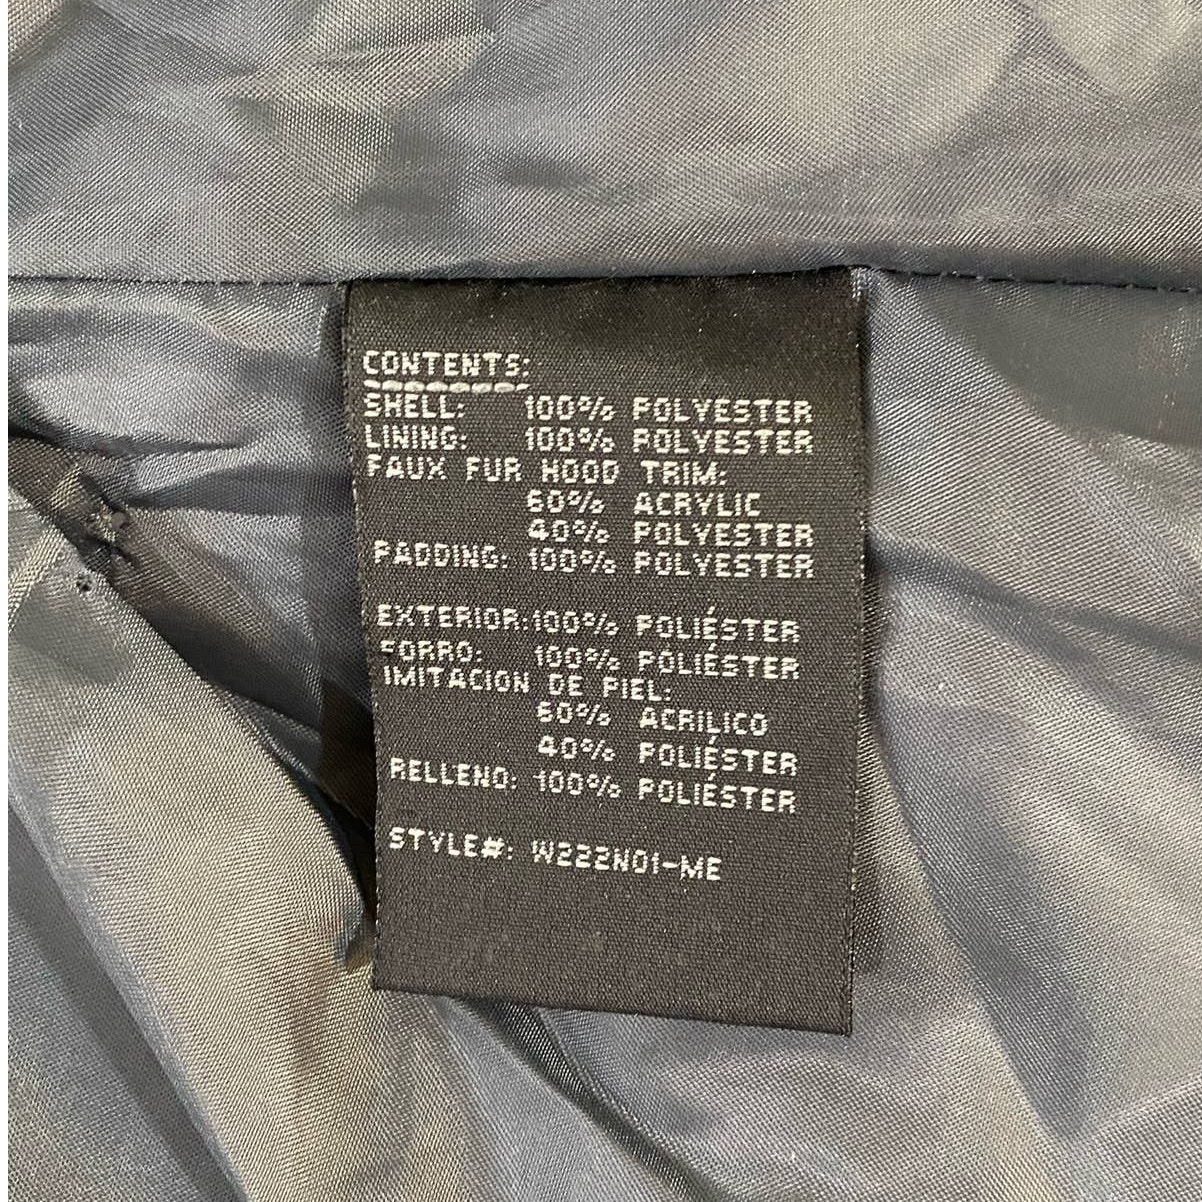 CONTENTS:
SHELL: 100% POLYESTER
LINING: 100% POLYESTER
FAUX FUR HOOD TRIM:
60% ACRYLIC
40% POLYESTER
PADDING: 100% POLYESTER
EXTERIOR: 100% POLIÉSTER
FORRO: 100% POLIÉSTER
IMITACION DE PIEL:
60% ACRILICO
40% POLIÉSTER
RELLENO: 100% POLIÉSTER
STYLE#: W222N01-ME